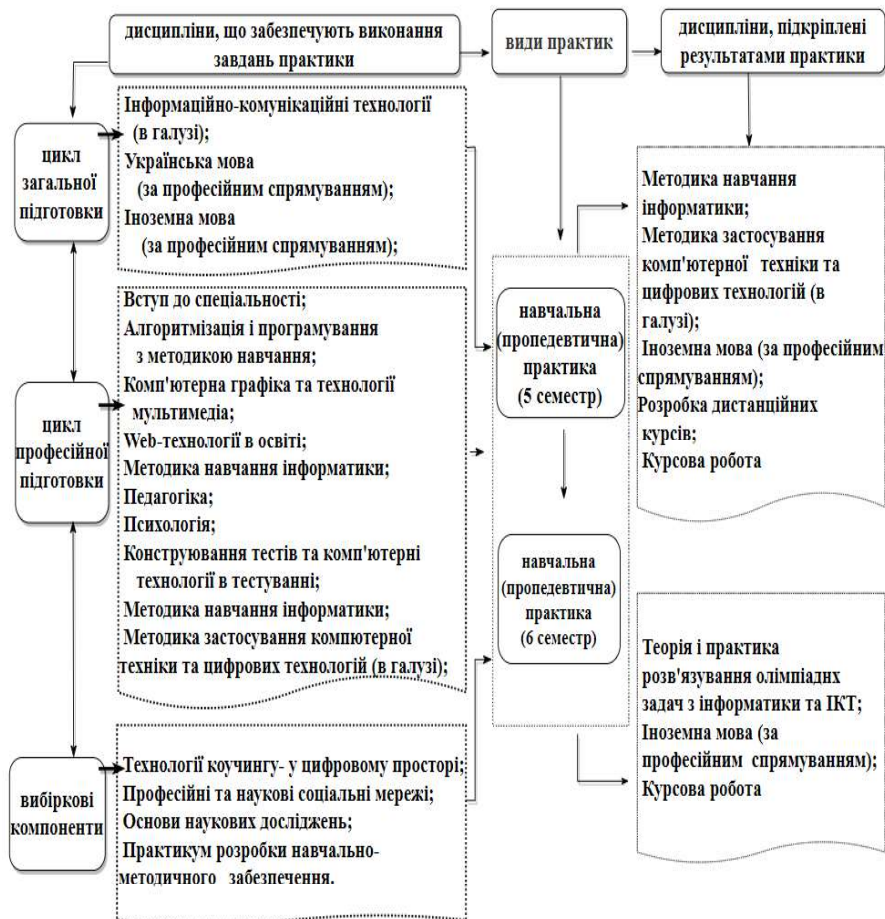 дисципліни, що забезпечують виконання
завдань практики
види практик
дисципліни, підкріплені
результатами практики
цикл
загальної
підготовки
Інформаційно-комунікаційні технології
(в галузі);
Українська мова
(за професійним спрямуванням);
Іноземна мова
(за професійним спрямуванням);
цикл
професійної
підготовки
Вступ до спеціальності;
Алгоритмізація і програмування
з методикою навчання;
Комп'ютерна графіка та технології
мультимедіа;
Web-технології в освіті;
Методика навчання інформатики;
Педагогіка;
Психологія;
Конструювання тестів та комп'ютерні
технології в тестуванні;
Методика навчання інформатики;
Методика застосування компютерної
техніки та цифрових технологій (в галузі);
вибіркові
компоненти
Технології коучингу- у цифровому просторі;
Професійні та наукові соціальні мережі;
Основи наукових досліджень;
Практикум розробки навчально-
методичного забезпечення.
навчальна
(пропедевтична)
практика
(5 семестр)
навчальна
(пропедевтична)
практика
(6 семестр)
Методика навчання
інформатики;
Методика застосування
комп'ютерної техніки та
цифрових технологій (в
галузі);
Іноземна мова (за професійним
спрямуванням);
Розробка дистанційних
курсів;
Курсова робота
Теорія і практика
розв'язування олімпіадних
задач з інформатики та ІКТ;
Іноземна мова (за
професійним спрямуванням);
Курсова робота